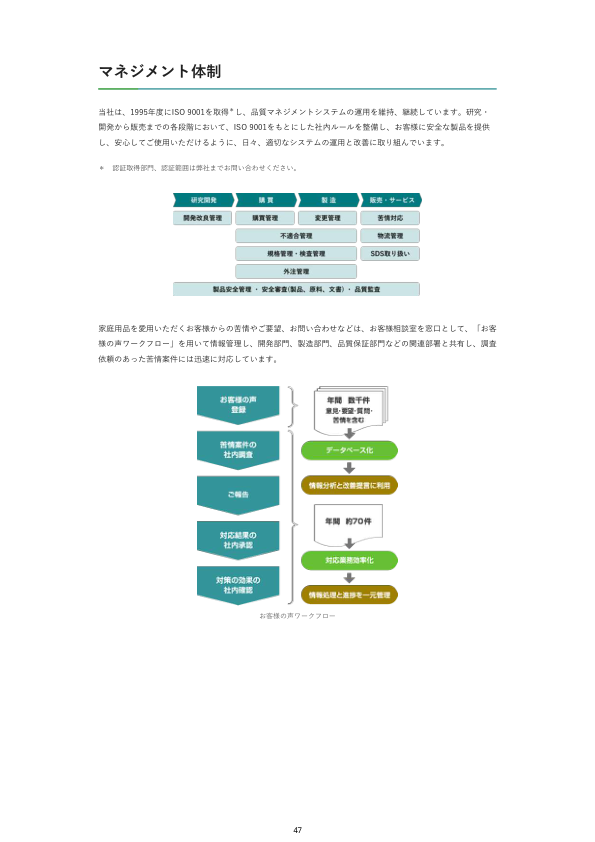 マネジメント体制
当社は、1995年度にISO 9001を取得＊し、品質マネジメントシステムの運用を維持、継続しています。研究・
開発から販売までの各段階において、ISO 9001をもとにした社内ルールを整備し、お客様に安全な製品を提供
し、安心してご使用いただけるように、日々、適切なシステムの運用と改善に取り組んでいます。
＊ 認証取得部門、認証範囲は弊社までお問い合わせください。
研究開発 購 買 製 造 販売・サービス
開発改良管理 購買管理 変更管理 苦情対応
不適合管理 物流管理
規格管理・検査管理 SDS取り扱い
外注管理
製品安全管理 ・ 安全審査(製品、原料、文書) ・ 品質監査
家庭用品を愛用いただくお客様からの苦情やご要望、お問い合わせなどは、お客様相談室を窓口として、「お客
様の声ワークフロー」を用いて情報管理し、開発部門、製造部門、品質保証部門などの関連部署と共有し、調査
依頼のあった苦情案件には迅速に対応しています。
お客様の声
登録
苦情案件の
社内調査
ご報告
対応結果の
社内承認
対策の効果の
社内確認
年間 数千件
意見・要望・質問・
苦情を含む
データベース化
情報分析と改善提言に利用
年間 約70件
対応業務効率化
情報処理と進捗を一元管理
お客様の声ワークフロー
47